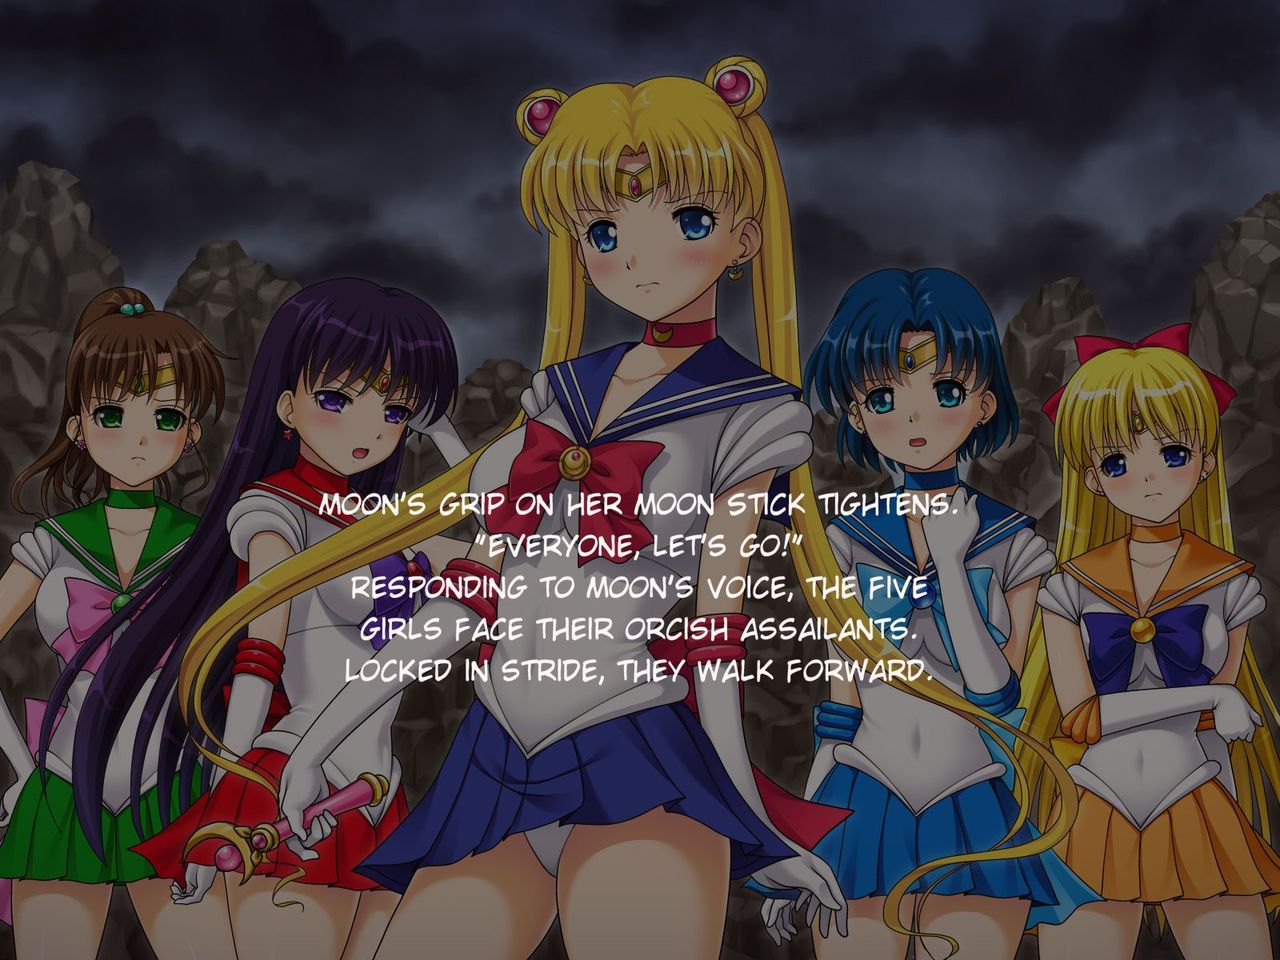 MOON'S GRIP ON HER MOON STICK TIGHTENS.
"EVERYONE, LET'S GO!"
RESPONDING TO MOON'S VOICE, THE FIVE
GIRLS FACE THEIR ORCISH ASSAILANTS.
LOCKED IN STRIDE, THEY WALK FORWARD.